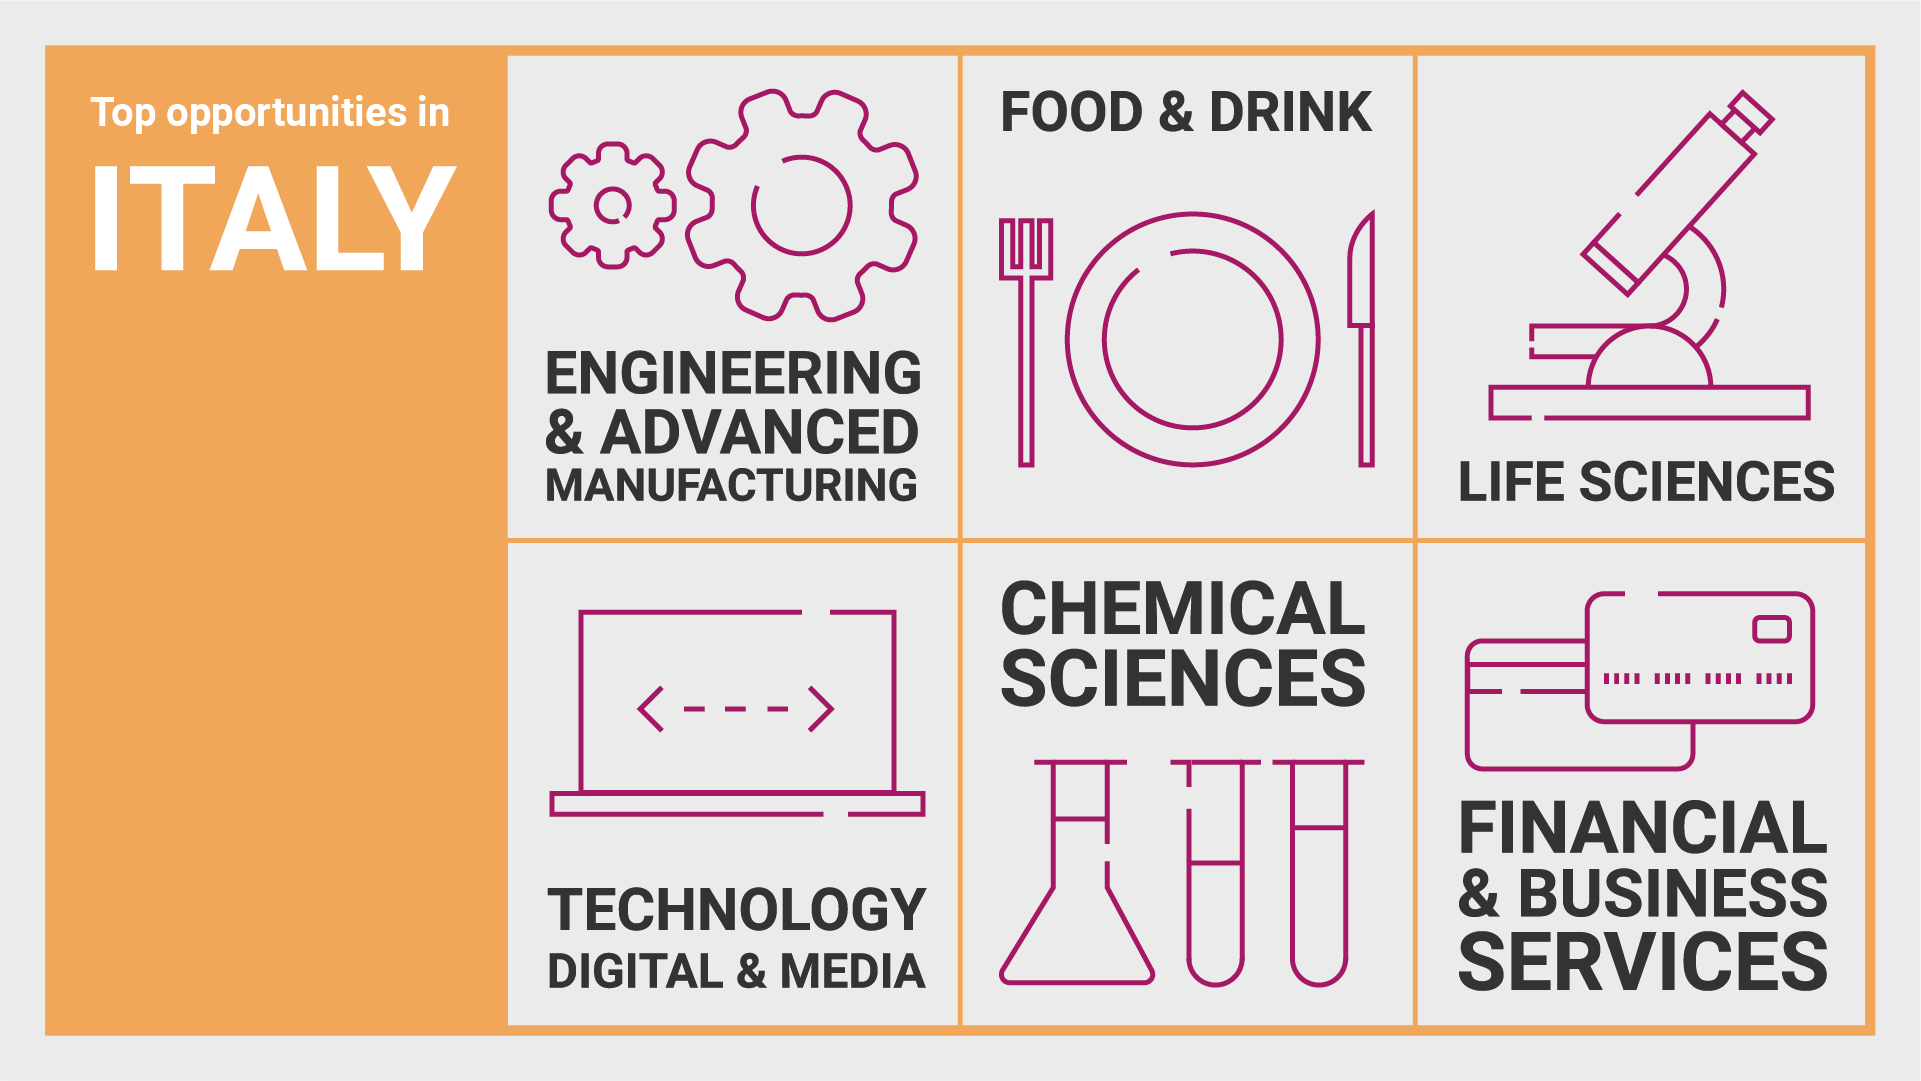 Top opportunities in
ITALY
ENGINEERING
& ADVANCED
MANUFACTURING
FOOD & DRINK
LIFE SCIENCES
TECHNOLOGY
DIGITAL & MEDIA
CHEMICAL
SCIENCES
FINANCIAL
& BUSINESS
SERVICES